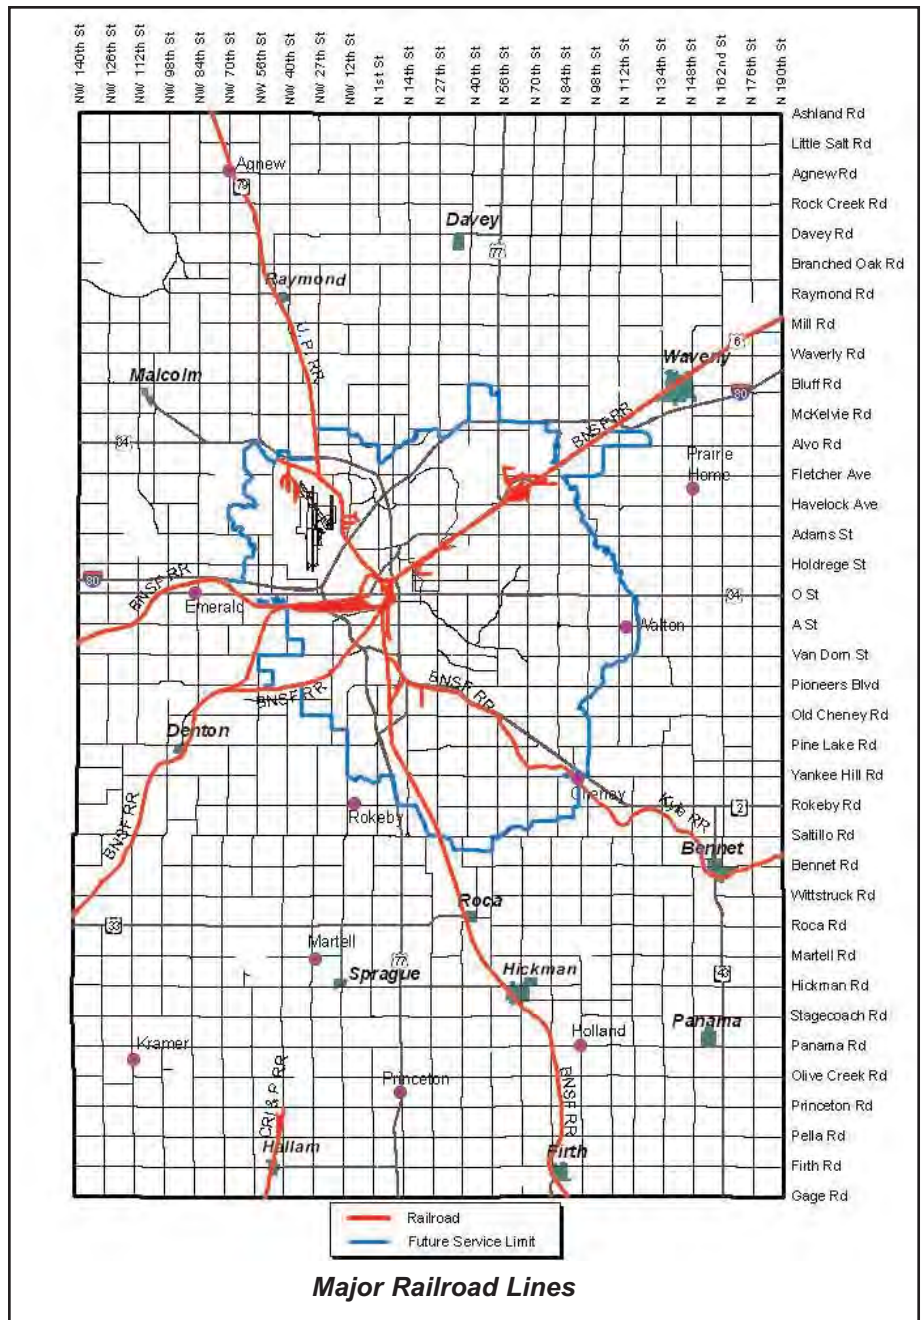 NW 140th St
NW 126th St
NW 112th St
NW 98th St
NW 84th St
NW 70th St
NW 56th St
NW 40th St
NW 27th St
NW 12th St
N 1st St
N 14th St
N 27th St
N 40th St
N 56th St
N 70th St
N 84th St
N 98th St
N 112th St
N 134th St
N 148th St
N 162nd St
N 176th St
N 190th St
Ashland Rd
Little Salt Rd
Agnew Rd
Rock Creek Rd
Davey Rd
Branched Oak Rd
Raymond Rd
Mill Rd
Waverly Rd
Bluff Rd
McKelvie Rd
Alvo Rd
Fletcher Ave
Havelock Ave
Adams St
Holdrege St
O St
A St
Van Dorn St
Pioneers Blvd
Old Cheney Rd
Pine Lake Rd
Yankee Hill Rd
Rokeby Rd
Saltillo Rd
Bennet Rd
Wittstruck Rd
Roca Rd
Martell Rd
Hickman Rd
Stagecoach Rd
Panama Rd
Olive Creek Rd
Princeton Rd
Pella Rd
Firth Rd
Gage Rd
Agnew
79
Davey
77
Raymond
U.P. RR
6
Waverly
80
Malcolm
BNSF RR
34
Prairie
Home
80
BNSF RR
Emerald
34
Walton
BNSF RR
BNSF RR
Denton
Cheney
BNSF RR
Rokeby
Kyle RR
2
Bennet
Roca
33
Martell
77
Sprague
Hickman
43
Kramer
Holland
Panama
CRI & P RR
Princeton
BNSF RR
Hallam
Firth
Railroad
Future Service Limit
Major Railroad Lines